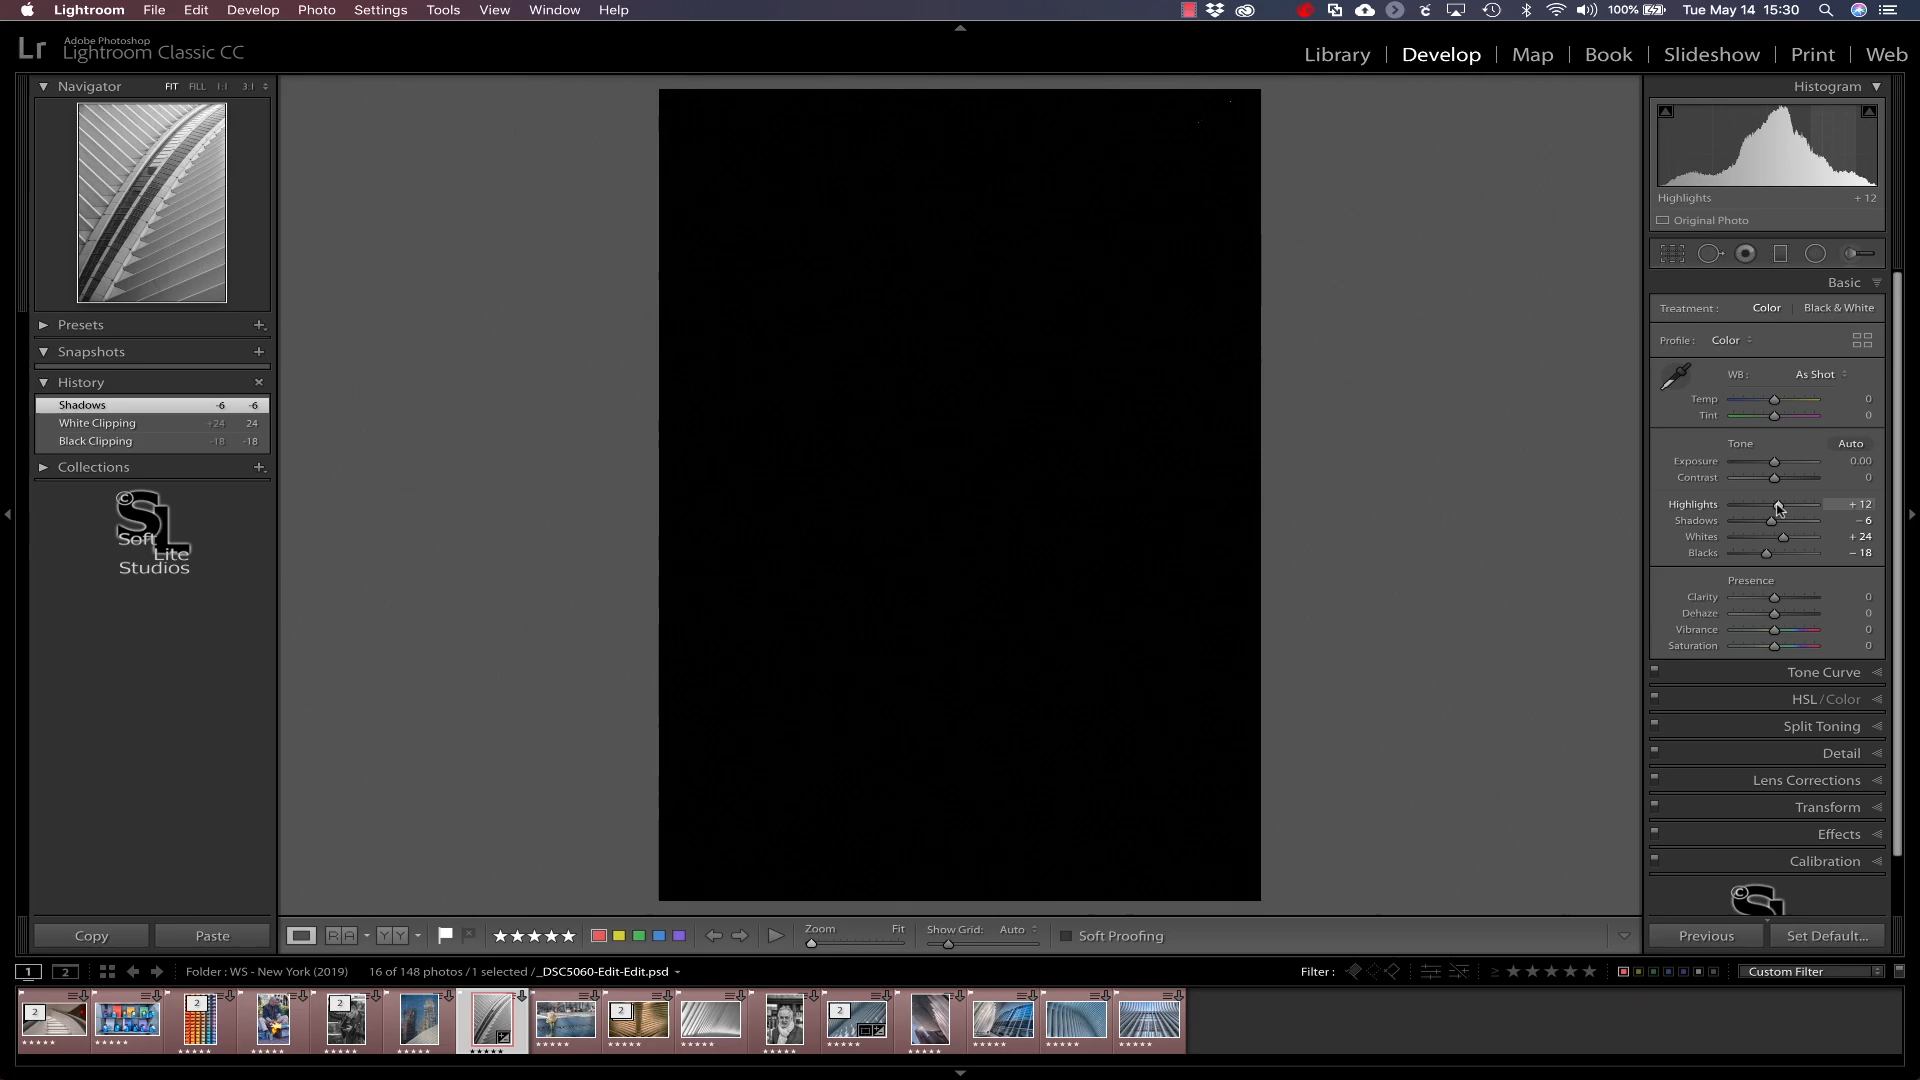 Lightroom File Edit Develop Photo Settings Tools View Window Help 100% Tue May 14 15:30
Lr Adobe Photoshop
Lightroom Classic CC
Library | Develop | Map | Book | Slideshow | Print | Web
Navigator FIT FILL 1:1 3:1
Histogram
Highlights + 12
Original Photo
Presets
Snapshots
History
Shadows -6 -6
White Clipping +24 24
Black Clipping -18 -18
Collections
© SL
Soft Lite
Studios
Basic
Treatment : Color | Black & White
Profile : Color
WB : As Shot
Temp 0
Tint 0
Tone Auto
Exposure 0.00
Contrast 0
Highlights + 12
Shadows – 6
Whites + 24
Blacks – 18
Presence
Clarity 0
Dehaze 0
Vibrance 0
Saturation 0
Tone Curve
HSL / Color
Split Toning
Detail
Lens Corrections
Transform
Effects
Calibration
Copy Paste
R A Y Y
Zoom Fit
Show Grid: Auto
Soft Proofing
Previous Set Default...
1 2 Folder : WS - New York (2019) 16 of 148 photos / 1 selected / _DSC5060-Edit-Edit.psd
Filter : ≥ Custom Filter
2 2 2 2 2